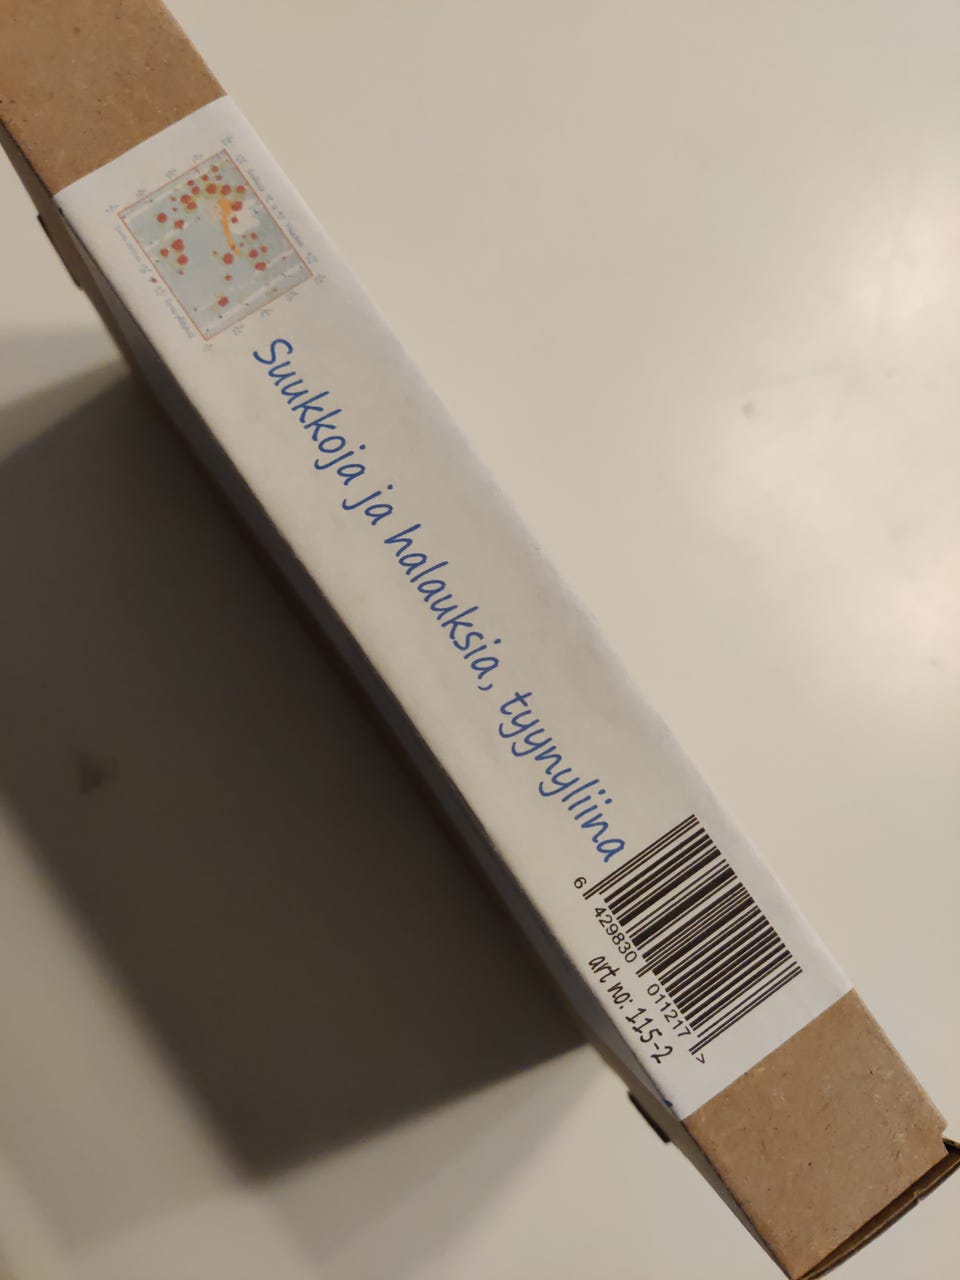 Suukkoja ja halauksia, tyynyliina
6 429830 011217 >
art no: 115-2